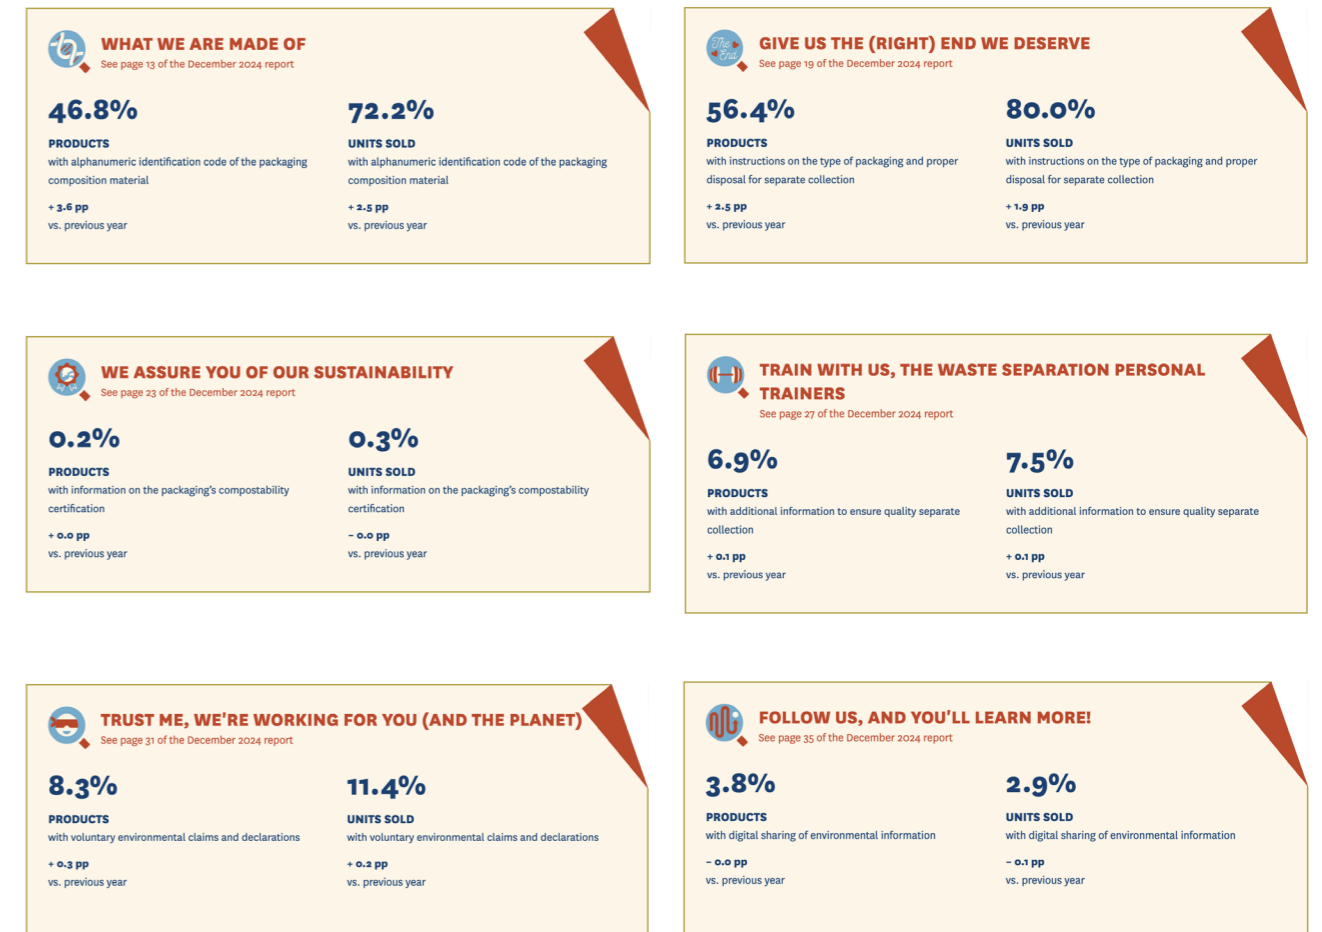 WHAT WE ARE MADE OF
See page 13 of the December 2024 report
46.8%
PRODUCTS
with alphanumeric identification code of the packaging
composition material
+ 3.6 pp
vs. previous year
72.2%
UNITS SOLD
with alphanumeric identification code of the packaging
composition material
+ 2.5 pp
vs. previous year
The
End
GIVE US THE (RIGHT) END WE DESERVE
See page 19 of the December 2024 report
56.4%
PRODUCTS
with instructions on the type of packaging and proper
disposal for separate collection
+ 2.5 pp
vs. previous year
80.0%
UNITS SOLD
with instructions on the type of packaging and proper
disposal for separate collection
+ 1.9 pp
vs. previous year
WE ASSURE YOU OF OUR SUSTAINABILITY
See page 23 of the December 2024 report
0.2%
PRODUCTS
with information on the packaging's compostability
certification
+ 0.0 pp
vs. previous year
0.3%
UNITS SOLD
with information on the packaging's compostability
certification
– 0.0 pp
vs. previous year
TRAIN WITH US, THE WASTE SEPARATION PERSONAL
TRAINERS
See page 27 of the December 2024 report
6.9%
PRODUCTS
with additional information to ensure quality separate
collection
+ 0.1 pp
vs. previous year
7.5%
UNITS SOLD
with additional information to ensure quality separate
collection
+ 0.1 pp
vs. previous year
TRUST ME, WE'RE WORKING FOR YOU (AND THE PLANET)
See page 31 of the December 2024 report
8.3%
PRODUCTS
with voluntary environmental claims and declarations
+ 0.3 pp
vs. previous year
11.4%
UNITS SOLD
with voluntary environmental claims and declarations
+ 0.2 pp
vs. previous year
FOLLOW US, AND YOU'LL LEARN MORE!
See page 35 of the December 2024 report
3.8%
PRODUCTS
with digital sharing of environmental information
– 0.0 pp
vs. previous year
2.9%
UNITS SOLD
with digital sharing of environmental information
– 0.1 pp
vs. previous year